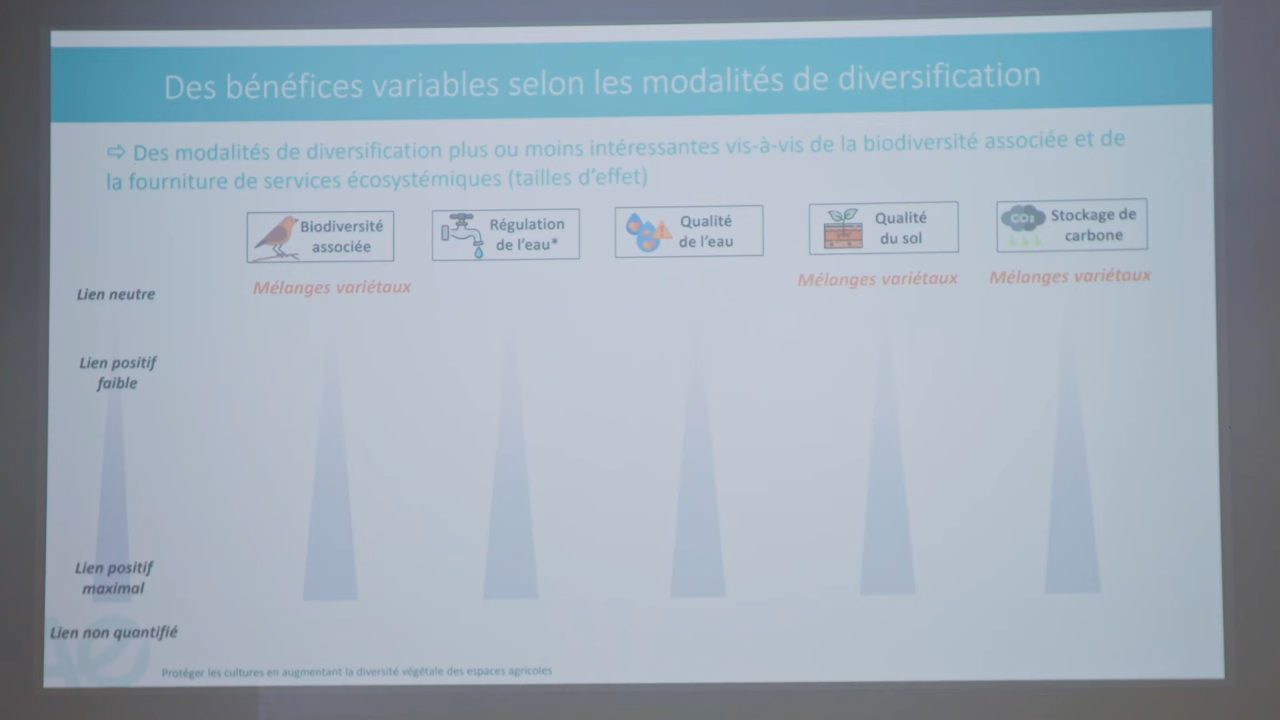 Des bénéfices variables selon les modalités de diversification
⇨ Des modalités de diversification plus ou moins intéressantes vis-à-vis de la biodiversité associée et de
la fourniture de services écosystémiques (tailles d'effet)
Biodiversité
associée
Régulation
de l'eau*
Qualité
de l'eau
Qualité
du sol
CO₂
Stockage de
carbone
Lien neutre
Mélanges variétaux
Mélanges variétaux
Mélanges variétaux
Lien positif
faible
Lien positif
maximal
Lien non quantifié
Protéger les cultures en augmentant la diversité végétale des espaces agricoles